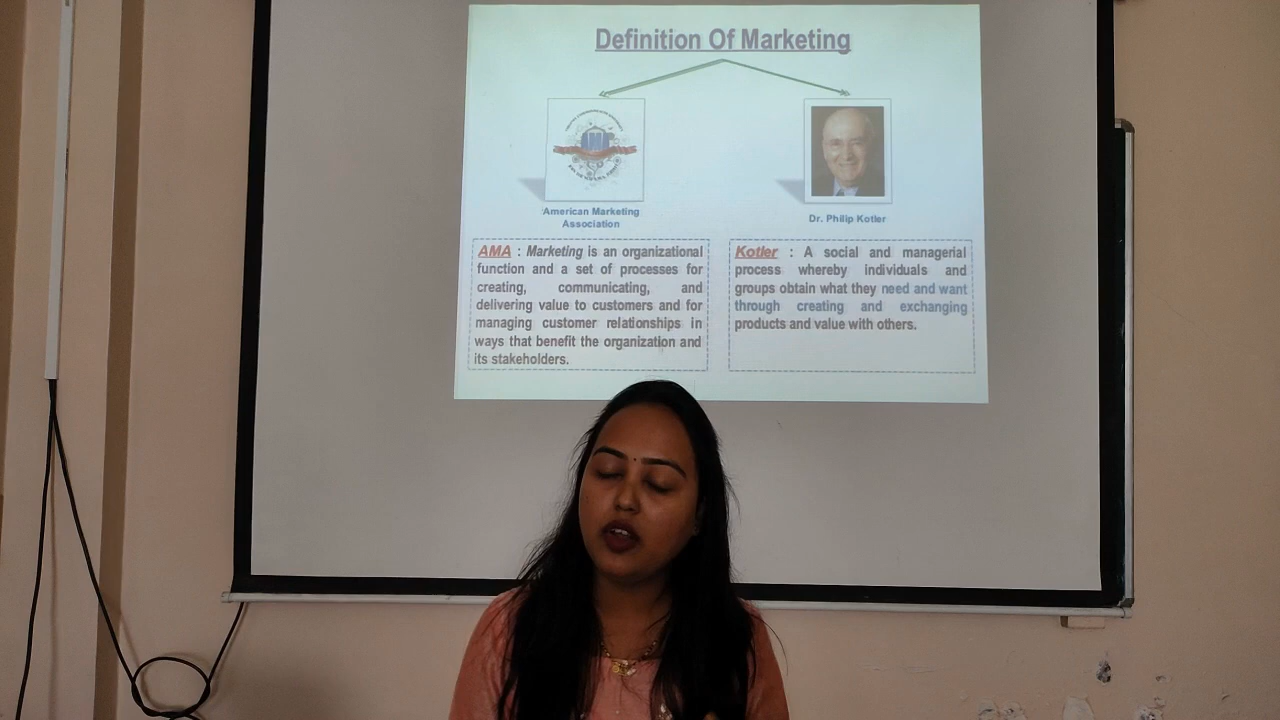 Definition Of Marketing
American Marketing
Association
Dr. Philip Kotler
AMA : Marketing is an organizational
function and a set of processes for
creating, communicating, and
delivering value to customers and for
managing customer relationships in
ways that benefit the organization and
its stakeholders.
Kotler : A social and managerial
process whereby individuals and
groups obtain what they need and want
through creating and exchanging
products and value with others.